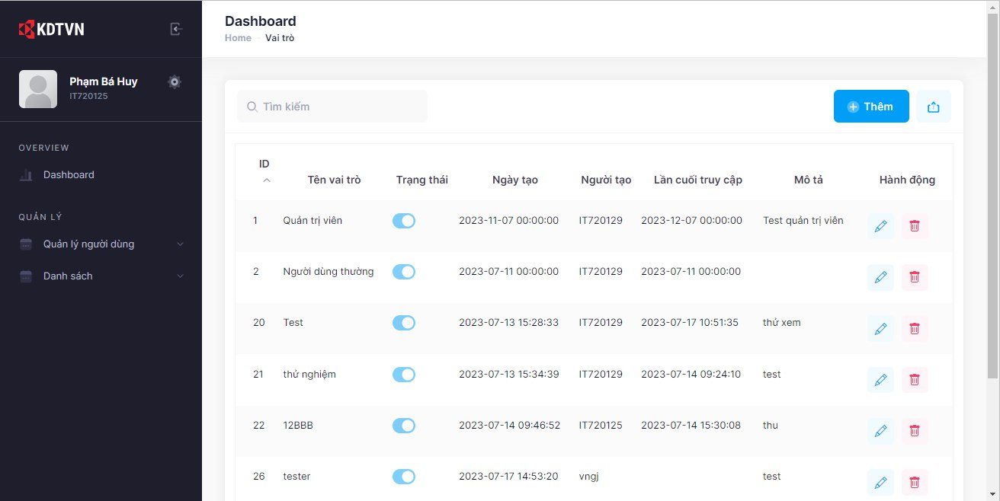 KDTVN
Phạm Bá Huy
IT720125
OVERVIEW
Dashboard
QUẢN LÝ
Quản lý người dùng
Danh sách
Dashboard
Home - Vai trò
Tìm kiếm
Thêm
ID Tên vai trò Trạng thái Ngày tạo Người tạo Lần cuối truy cập Mô tả Hành động
1 Quản trị viên 2023-11-07 00:00:00 IT720129 2023-12-07 00:00:00 Test quản trị viên
2 Người dùng thường 2023-07-11 00:00:00 IT720129 2023-07-11 00:00:00
20 Test 2023-07-13 15:28:33 IT720129 2023-07-17 10:51:35 thử xem
21 thử nghiệm 2023-07-13 15:34:39 IT720129 2023-07-14 09:24:10 test
22 12BBB 2023-07-14 09:46:52 IT720125 2023-07-14 15:30:08 thu
26 tester 2023-07-17 14:53:20 vngj test